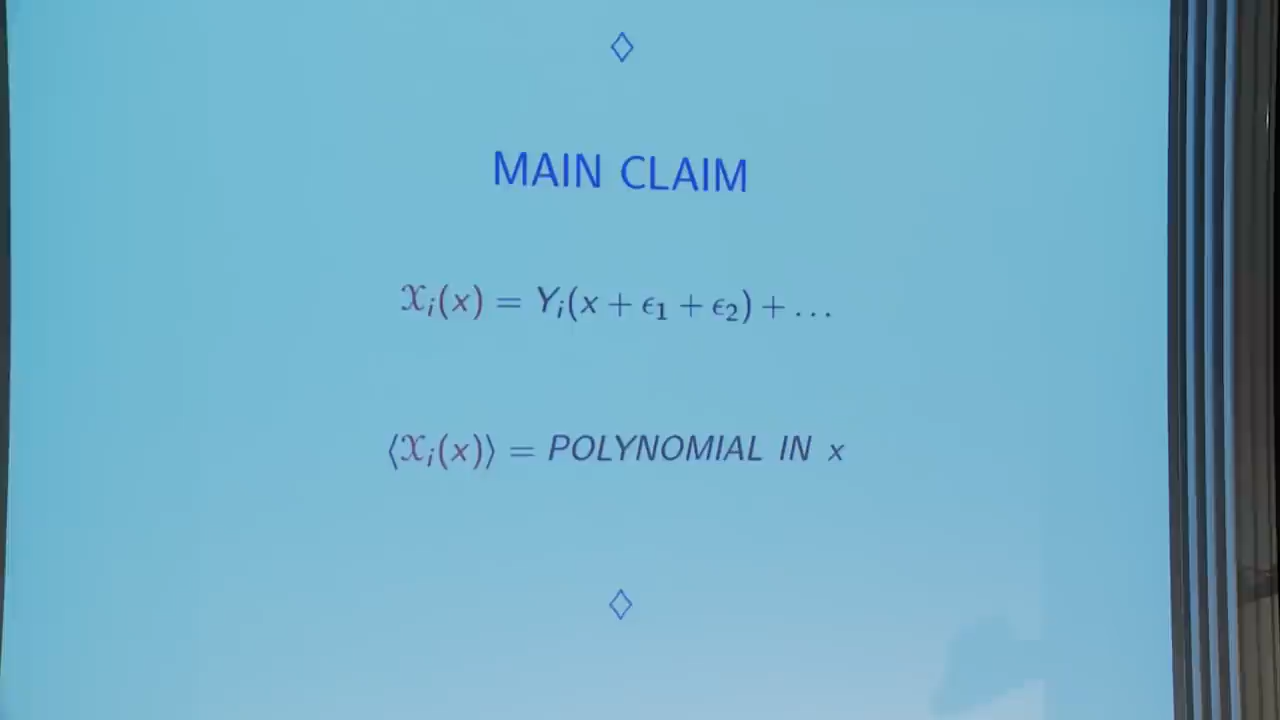 ◇
MAIN CLAIM
𝒳ᵢ(x) = Yᵢ(x + ϵ₁ + ϵ₂) + …
⟨𝒳ᵢ(x)⟩ = POLYNOMIAL IN x
◇